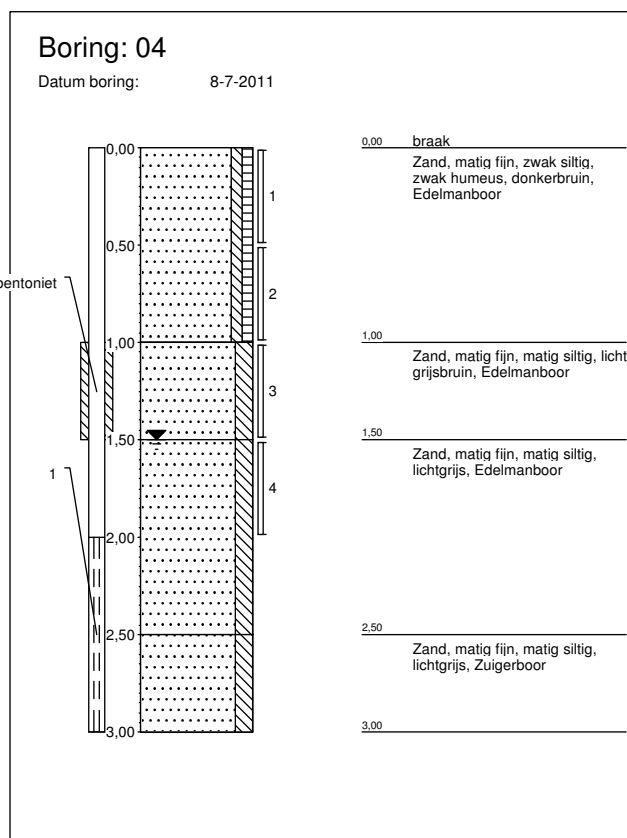 Boring: 04
Datum boring: 8-7-2011
0,00
0,50
1,00
1,50
2,00
2,50
3,00
bentoniet
1
1
2
3
4
0,00 braak
Zand, matig fijn, zwak siltig,
zwak humeus, donkerbruin,
Edelmanboor
1,00
Zand, matig fijn, matig siltig, licht
grijsbruin, Edelmanboor
1,50
Zand, matig fijn, matig siltig,
lichtgrijs, Edelmanboor
2,50
Zand, matig fijn, matig siltig,
lichtgrijs, Zuigerboor
3,00